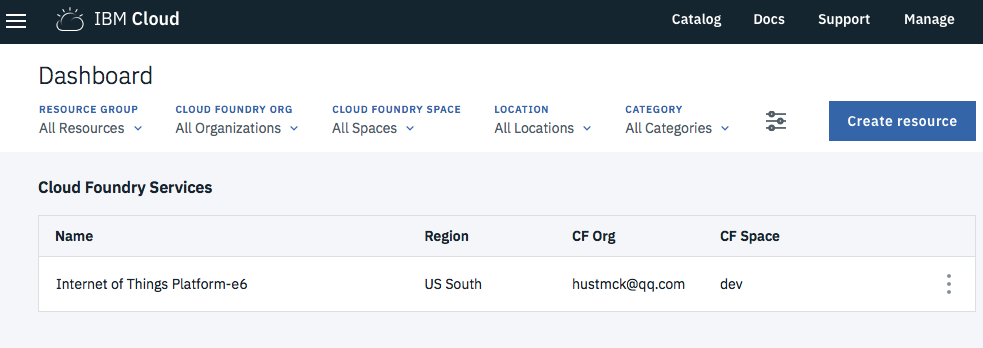 IBM Cloud Catalog Docs Support Manage
Dashboard
RESOURCE GROUP CLOUD FOUNDRY ORG CLOUD FOUNDRY SPACE LOCATION CATEGORY
All Resources All Organizations All Spaces All Locations All Categories Create resource
Cloud Foundry Services
Name Region CF Org CF Space
Internet of Things Platform-e6 US South hustmck@qq.com dev